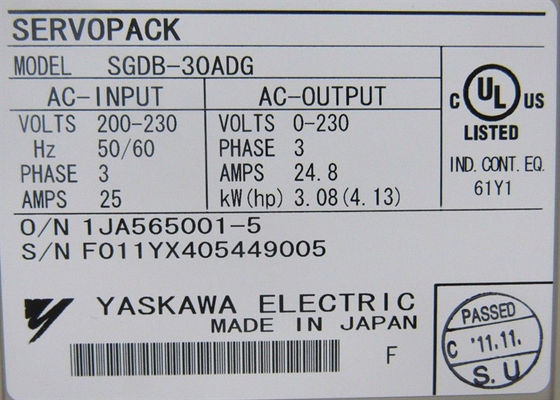 SERVOPACK
MODEL SGDB-30ADG
AC-INPUT AC-OUTPUT
VOLTS 200-230 VOLTS 0-230
Hz 50/60 PHASE 3
PHASE 3 AMPS 24.8
AMPS 25 kW(hp) 3.08(4.13)
C UL US
LISTED
IND. CONT. EQ.
61Y1
O/N 1JA565001-5
S/N F011YX405449005
YASKAWA ELECTRIC
MADE IN JAPAN
F
PASSED
C '11.11.
S.U